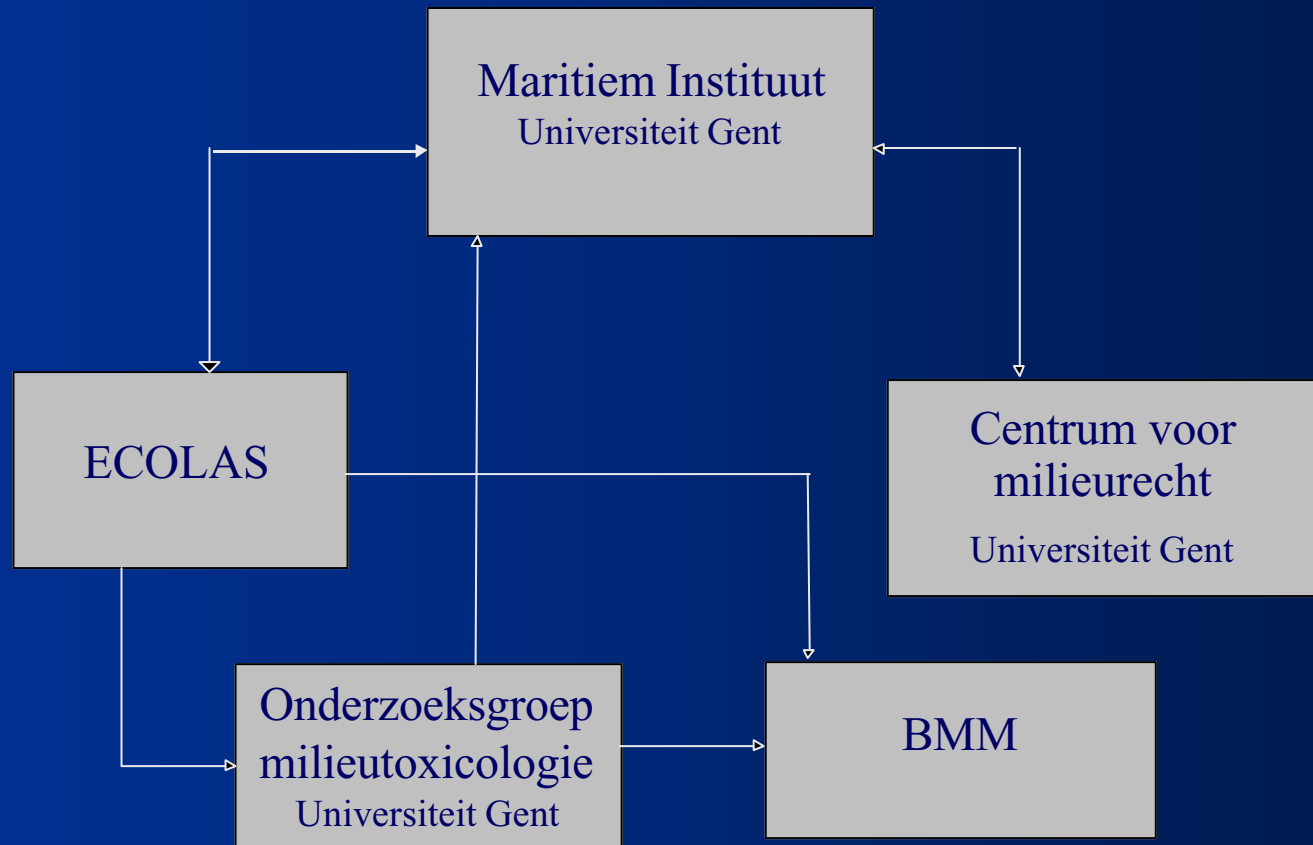 Maritiem Instituut
Universiteit Gent
ECOLAS
Centrum voor
milieurecht
Universiteit Gent
Onderzoeksgroep
milieutoxicologie
Universiteit Gent
BMM